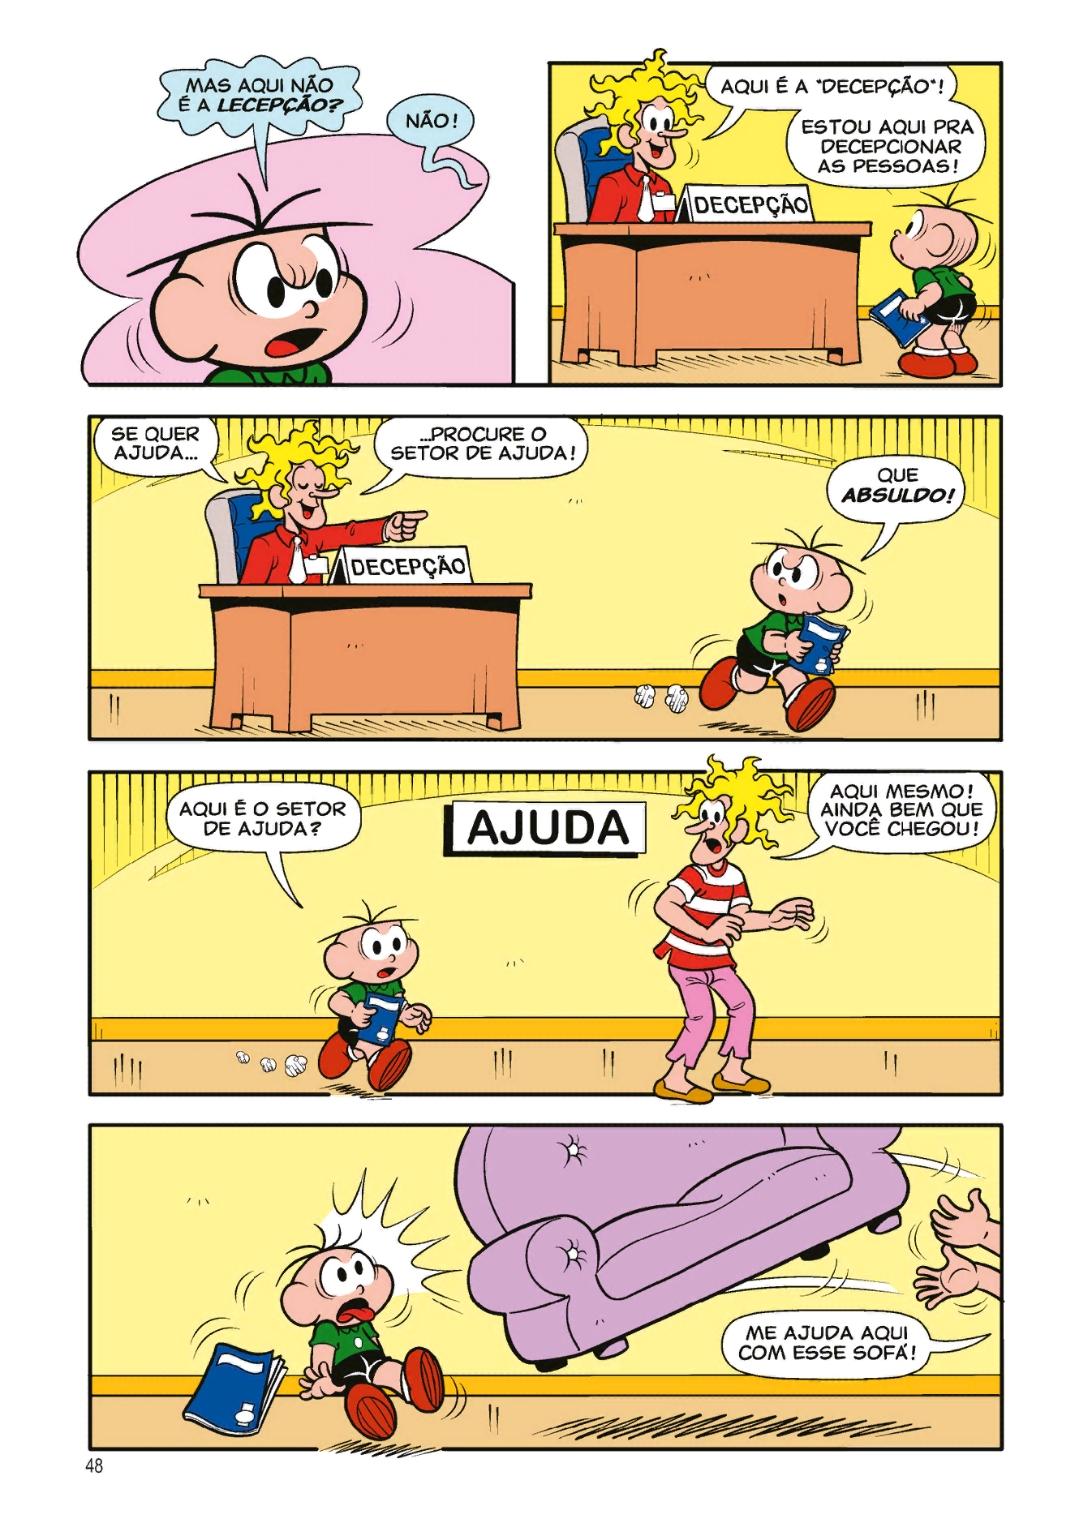 MAS AQUI NÃO
É A LECEPÇÃO?
NÃO!
AQUI É A "DECEPÇÃO"!
ESTOU AQUI PRA
DECEPCIONAR
AS PESSOAS!
DECEPÇÃO
SE QUER
AJUDA...
...PROCURE O
SETOR DE AJUDA!
DECEPÇÃO
QUE
ABSULDO!
AQUI É O SETOR
DE AJUDA?
AJUDA
AQUI MESMO!
AINDA BEM QUE
VOCÊ CHEGOU!
ME AJUDA AQUI
COM ESSE SOFÁ!
48